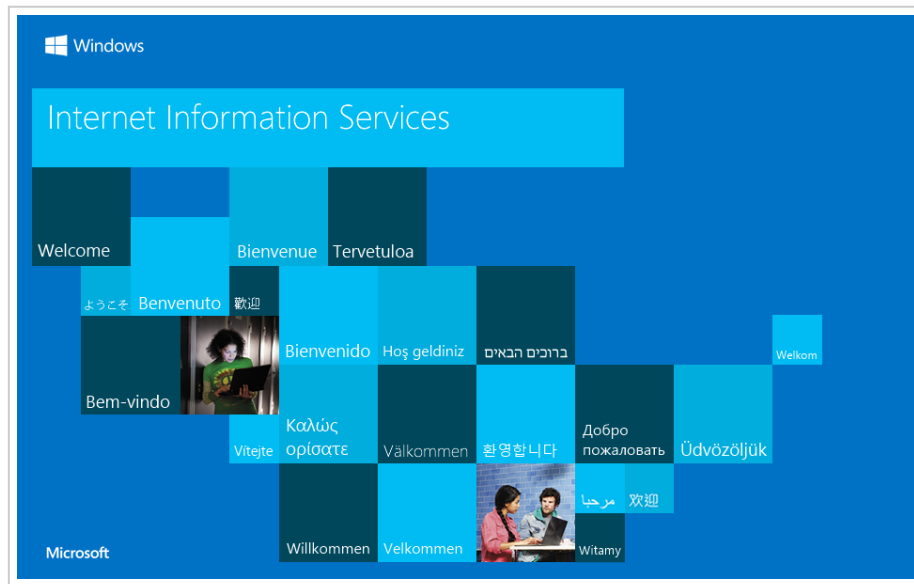 Windows
Internet Information Services
Welcome
Bienvenue
Tervetuloa
ようこそ
Benvenuto
歡迎
Bienvenido
Hoş geldiniz
ברוכים הבאים
Welkom
Bem-vindo
Vítejte
Καλώς
ορίσατε
Välkommen
환영합니다
Добро
пожаловать
Üdvözöljük
Willkommen
Velkommen
مرحبا
欢迎
Witamy
Microsoft